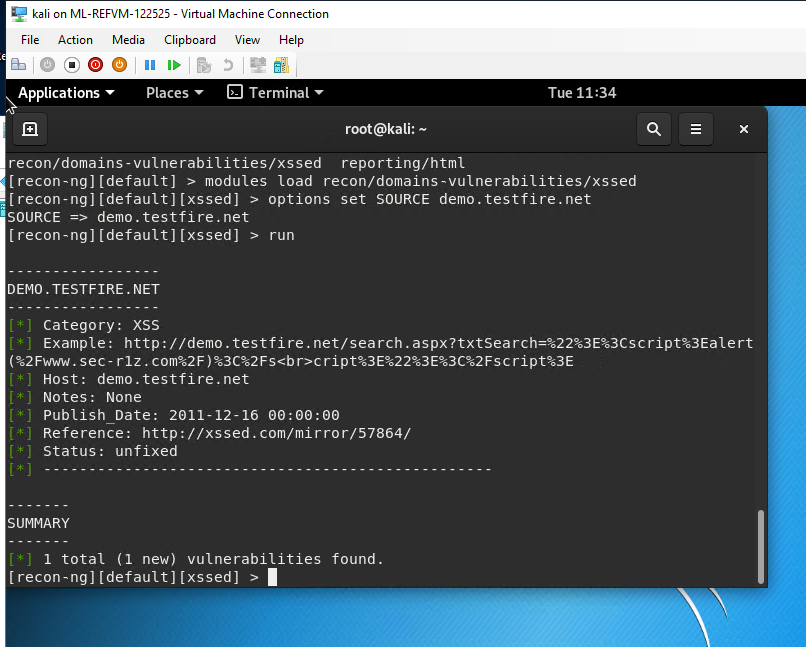 kali on ML-REFVM-122525 - Virtual Machine Connection
File Action Media Clipboard View Help
Applications Places Terminal Tue 11:34
root@kali: ~
recon/domains-vulnerabilities/xssed  reporting/html
[recon-ng][default] > modules load recon/domains-vulnerabilities/xssed
[recon-ng][default][xssed] > options set SOURCE demo.testfire.net
SOURCE => demo.testfire.net
[recon-ng][default][xssed] > run
-----------------
DEMO.TESTFIRE.NET
-----------------
[*] Category: XSS
[*] Example: http://demo.testfire.net/search.aspx?txtSearch=%22%3E%3Cscript%3Ealert
(%2Fwww.sec-r1z.com%2F)%3C%2Fs<br>cript%3E%22%3E%3C%2Fscript%3E
[*] Host: demo.testfire.net
[*] Notes: None
[*] Publish_Date: 2011-12-16 00:00:00
[*] Reference: http://xssed.com/mirror/57864/
[*] Status: unfixed
[*] --------------------------------------------------
-------
SUMMARY
-------
[*] 1 total (1 new) vulnerabilities found.
[recon-ng][default][xssed] >